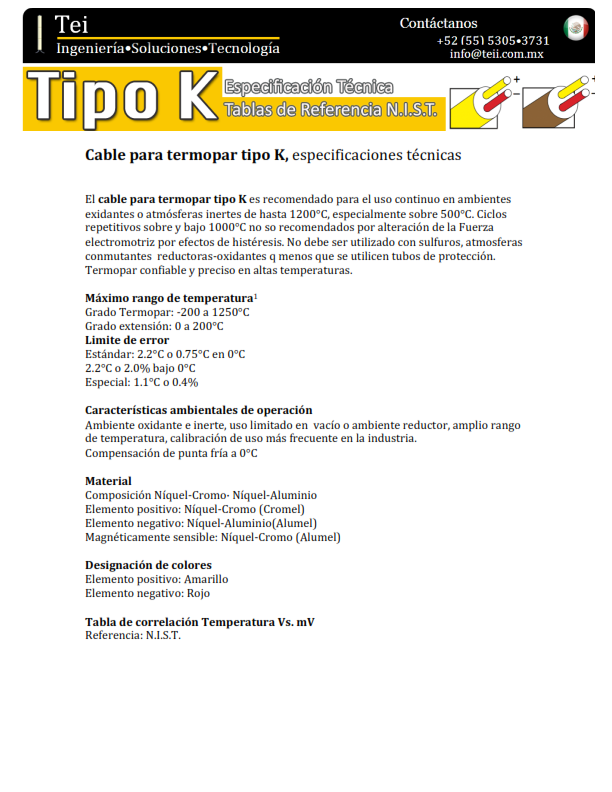 Tei
Ingeniería•Soluciones•Tecnología
Contáctanos
+52 (55) 5305•3731
info@teii.com.mx
Tipo K
Especificación Técnica
Tablas de Referencia N.I.S.T.
+
−
+
−
Cable para termopar tipo K, especificaciones técnicas
El cable para termopar tipo K es recomendado para el uso continuo en ambientes
oxidantes o atmósferas inertes de hasta 1200°C, especialmente sobre 500°C. Ciclos
repetitivos sobre y bajo 1000°C no so recomendados por alteración de la Fuerza
electromotriz por efectos de histéresis. No debe ser utilizado con sulfuros, atmosferas
conmutantes reductoras-oxidantes q menos que se utilicen tubos de protección.
Termopar confiable y preciso en altas temperaturas.
Máximo rango de temperatura¹
Grado Termopar: -200 a 1250°C
Grado extensión: 0 a 200°C
Limite de error
Estándar: 2.2°C o 0.75°C en 0°C
2.2°C o 2.0% bajo 0°C
Especial: 1.1°C o 0.4%
Características ambientales de operación
Ambiente oxidante e inerte, uso limitado en vacío o ambiente reductor, amplio rango
de temperatura, calibración de uso más frecuente en la industria.
Compensación de punta fría a 0°C
Material
Composición Níquel-Cromo- Níquel-Aluminio
Elemento positivo: Níquel-Cromo (Cromel)
Elemento negativo: Níquel-Aluminio(Alumel)
Magnéticamente sensible: Níquel-Cromo (Alumel)
Designación de colores
Elemento positivo: Amarillo
Elemento negativo: Rojo
Tabla de correlación Temperatura Vs. mV
Referencia: N.I.S.T.